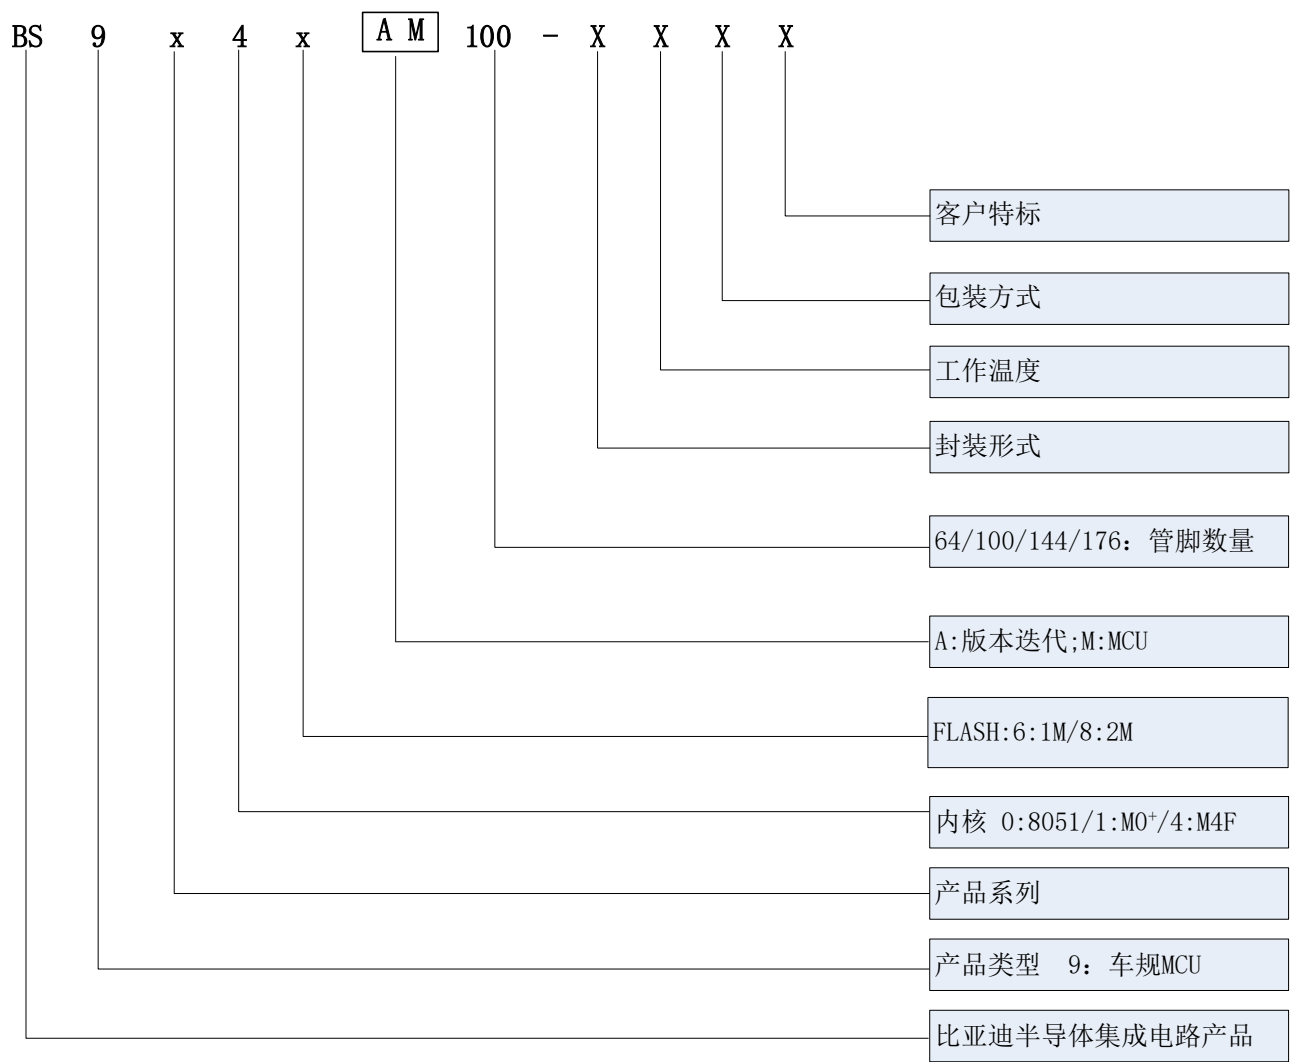 BS 9 x 4 x A M 100 - X X X X
客户特标
包装方式
工作温度
封装形式
64/100/144/176：管脚数量
A:版本迭代;M:MCU
FLASH:6:1M/8:2M
内核 0:8051/1:M0⁺/4:M4F
产品系列
产品类型 9：车规MCU
比亚迪半导体集成电路产品